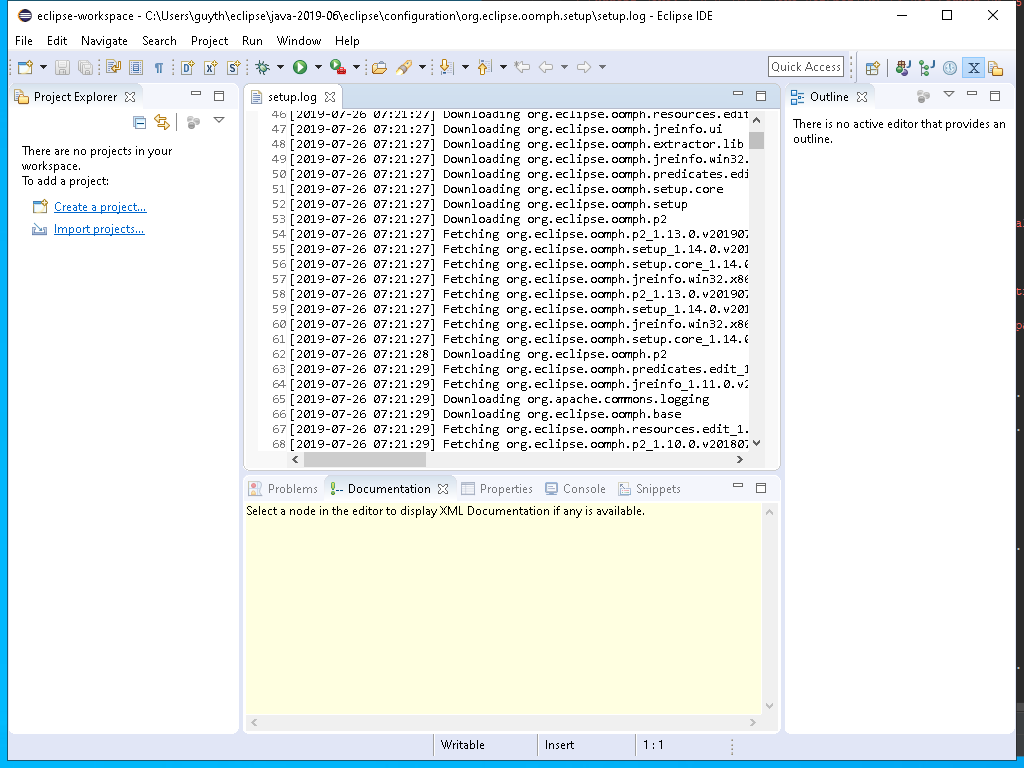 eclipse-workspace - C:\Users\guyth\eclipse\java-2019-06\eclipse\configuration\org.eclipse.oomph.setup\setup.log - Eclipse IDE
File Edit Navigate Search Project Run Window Help
Quick Access
Project Explorer
There are no projects in your
workspace.
To add a project:
Create a project...
Import projects...
setup.log
46 [2019-07-26 07:21:27] Downloading org.eclipse.oomph.resources.edit
47 [2019-07-26 07:21:27] Downloading org.eclipse.oomph.jreinfo.ui
48 [2019-07-26 07:21:27] Downloading org.eclipse.oomph.extractor.lib
49 [2019-07-26 07:21:27] Downloading org.eclipse.oomph.jreinfo.win32.
50 [2019-07-26 07:21:27] Downloading org.eclipse.oomph.predicates.edi
51 [2019-07-26 07:21:27] Downloading org.eclipse.oomph.setup.core
52 [2019-07-26 07:21:27] Downloading org.eclipse.oomph.setup
53 [2019-07-26 07:21:27] Downloading org.eclipse.oomph.p2
54 [2019-07-26 07:21:27] Fetching org.eclipse.oomph.p2_1.13.0.v201907
55 [2019-07-26 07:21:27] Fetching org.eclipse.oomph.setup_1.14.0.v201
56 [2019-07-26 07:21:27] Fetching org.eclipse.oomph.setup.core_1.14.0
57 [2019-07-26 07:21:27] Fetching org.eclipse.oomph.jreinfo.win32.x86
58 [2019-07-26 07:21:27] Fetching org.eclipse.oomph.p2_1.13.0.v201907
59 [2019-07-26 07:21:27] Fetching org.eclipse.oomph.setup_1.14.0.v201
60 [2019-07-26 07:21:27] Fetching org.eclipse.oomph.jreinfo.win32.x86
61 [2019-07-26 07:21:27] Fetching org.eclipse.oomph.setup.core_1.14.0
62 [2019-07-26 07:21:28] Downloading org.eclipse.oomph.p2
63 [2019-07-26 07:21:29] Fetching org.eclipse.oomph.predicates.edit_1
64 [2019-07-26 07:21:29] Fetching org.eclipse.oomph.jreinfo_1.11.0.v2
65 [2019-07-26 07:21:29] Downloading org.apache.commons.logging
66 [2019-07-26 07:21:29] Downloading org.eclipse.oomph.base
67 [2019-07-26 07:21:29] Fetching org.eclipse.oomph.resources.edit_1.
68 [2019-07-26 07:21:29] Fetching org.eclipse.oomph.p2_1.10.0.v201807
Outline
There is no active editor that provides an
outline.
Problems Documentation Properties Console Snippets
Select a node in the editor to display XML Documentation if any is available.
Writable Insert 1 : 1